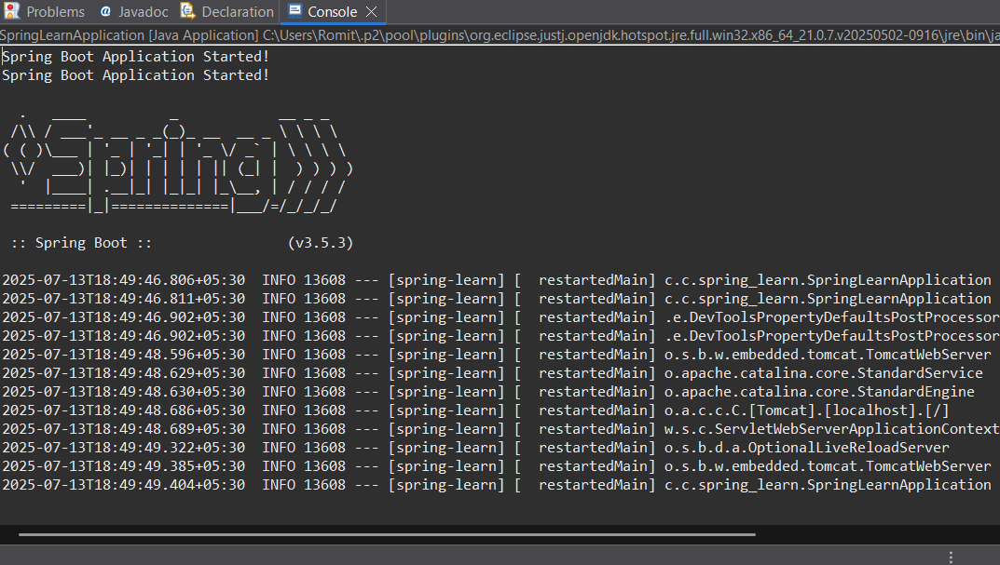 Problems @ Javadoc Declaration Console
SpringLearnApplication [Java Application] C:\Users\Romit\.p2\pool\plugins\org.eclipse.justj.openjdk.hotspot.jre.full.win32.x86_64_21.0.7.v20250502-0916\jre\bin\ja
Spring Boot Application Started!
Spring Boot Application Started!
  .   ____          _            __ _ _
 /\\ / ___'_ __ _ _(_)_ __  __ _ \ \ \ \
( ( )\___ | '_ | '_| | '_ \/ _` | \ \ \ \
 \\/  ___)| |_)| | | | | || (_| |  ) ) ) )
  '  |____| .__|_| |_|_| |_\__, | / / / /
 =========|_|==============|___/=/_/_/_/
 :: Spring Boot ::                (v3.5.3)
2025-07-13T18:49:46.806+05:30  INFO 13608 --- [spring-learn] [  restartedMain] c.c.spring_learn.SpringLearnApplication
2025-07-13T18:49:46.811+05:30  INFO 13608 --- [spring-learn] [  restartedMain] c.c.spring_learn.SpringLearnApplication
2025-07-13T18:49:46.902+05:30  INFO 13608 --- [spring-learn] [  restartedMain] .e.DevToolsPropertyDefaultsPostProcessor
2025-07-13T18:49:46.902+05:30  INFO 13608 --- [spring-learn] [  restartedMain] .e.DevToolsPropertyDefaultsPostProcessor
2025-07-13T18:49:48.596+05:30  INFO 13608 --- [spring-learn] [  restartedMain] o.s.b.w.embedded.tomcat.TomcatWebServer
2025-07-13T18:49:48.629+05:30  INFO 13608 --- [spring-learn] [  restartedMain] o.apache.catalina.core.StandardService
2025-07-13T18:49:48.630+05:30  INFO 13608 --- [spring-learn] [  restartedMain] o.apache.catalina.core.StandardEngine
2025-07-13T18:49:48.686+05:30  INFO 13608 --- [spring-learn] [  restartedMain] o.a.c.c.C.[Tomcat].[localhost].[/]
2025-07-13T18:49:48.689+05:30  INFO 13608 --- [spring-learn] [  restartedMain] w.s.c.ServletWebServerApplicationContext
2025-07-13T18:49:49.322+05:30  INFO 13608 --- [spring-learn] [  restartedMain] o.s.b.d.a.OptionalLiveReloadServer
2025-07-13T18:49:49.385+05:30  INFO 13608 --- [spring-learn] [  restartedMain] o.s.b.w.embedded.tomcat.TomcatWebServer
2025-07-13T18:49:49.404+05:30  INFO 13608 --- [spring-learn] [  restartedMain] c.c.spring_learn.SpringLearnApplication